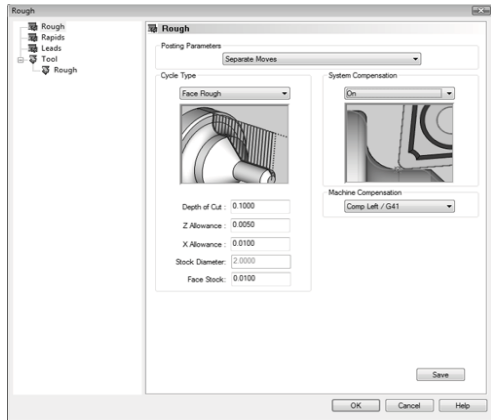 Rough
Rough
Rapids
Leads
Tool
Rough
Rough
Posting Parameters
Separate Moves
Cycle Type
Face Rough
Depth of Cut : 0.1000
Z Allowance : 0.0050
X Allowance : 0.0100
Stock Diameter: 2.0000
Face Stock: 0.0100
System Compensation
On
Machine Compensation
Comp Left / G41
Save
OK Cancel Help